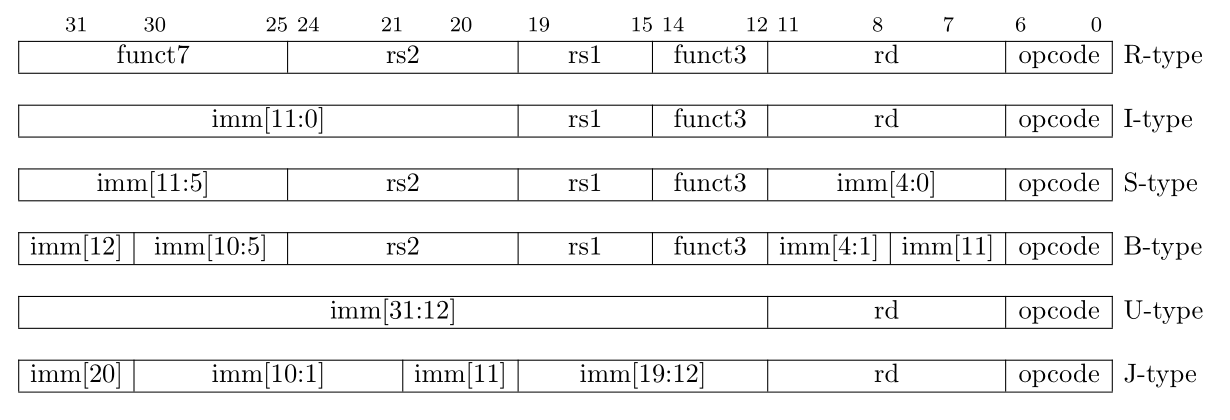 31 30 25 24 21 20 19 15 14 12 11 8 7 6 0
funct7 rs2 rs1 funct3 rd opcode R-type
imm[11:0] rs1 funct3 rd opcode I-type
imm[11:5] rs2 rs1 funct3 imm[4:0] opcode S-type
imm[12] imm[10:5] rs2 rs1 funct3 imm[4:1] imm[11] opcode B-type
imm[31:12] rd opcode U-type
imm[20] imm[10:1] imm[11] imm[19:12] rd opcode J-type